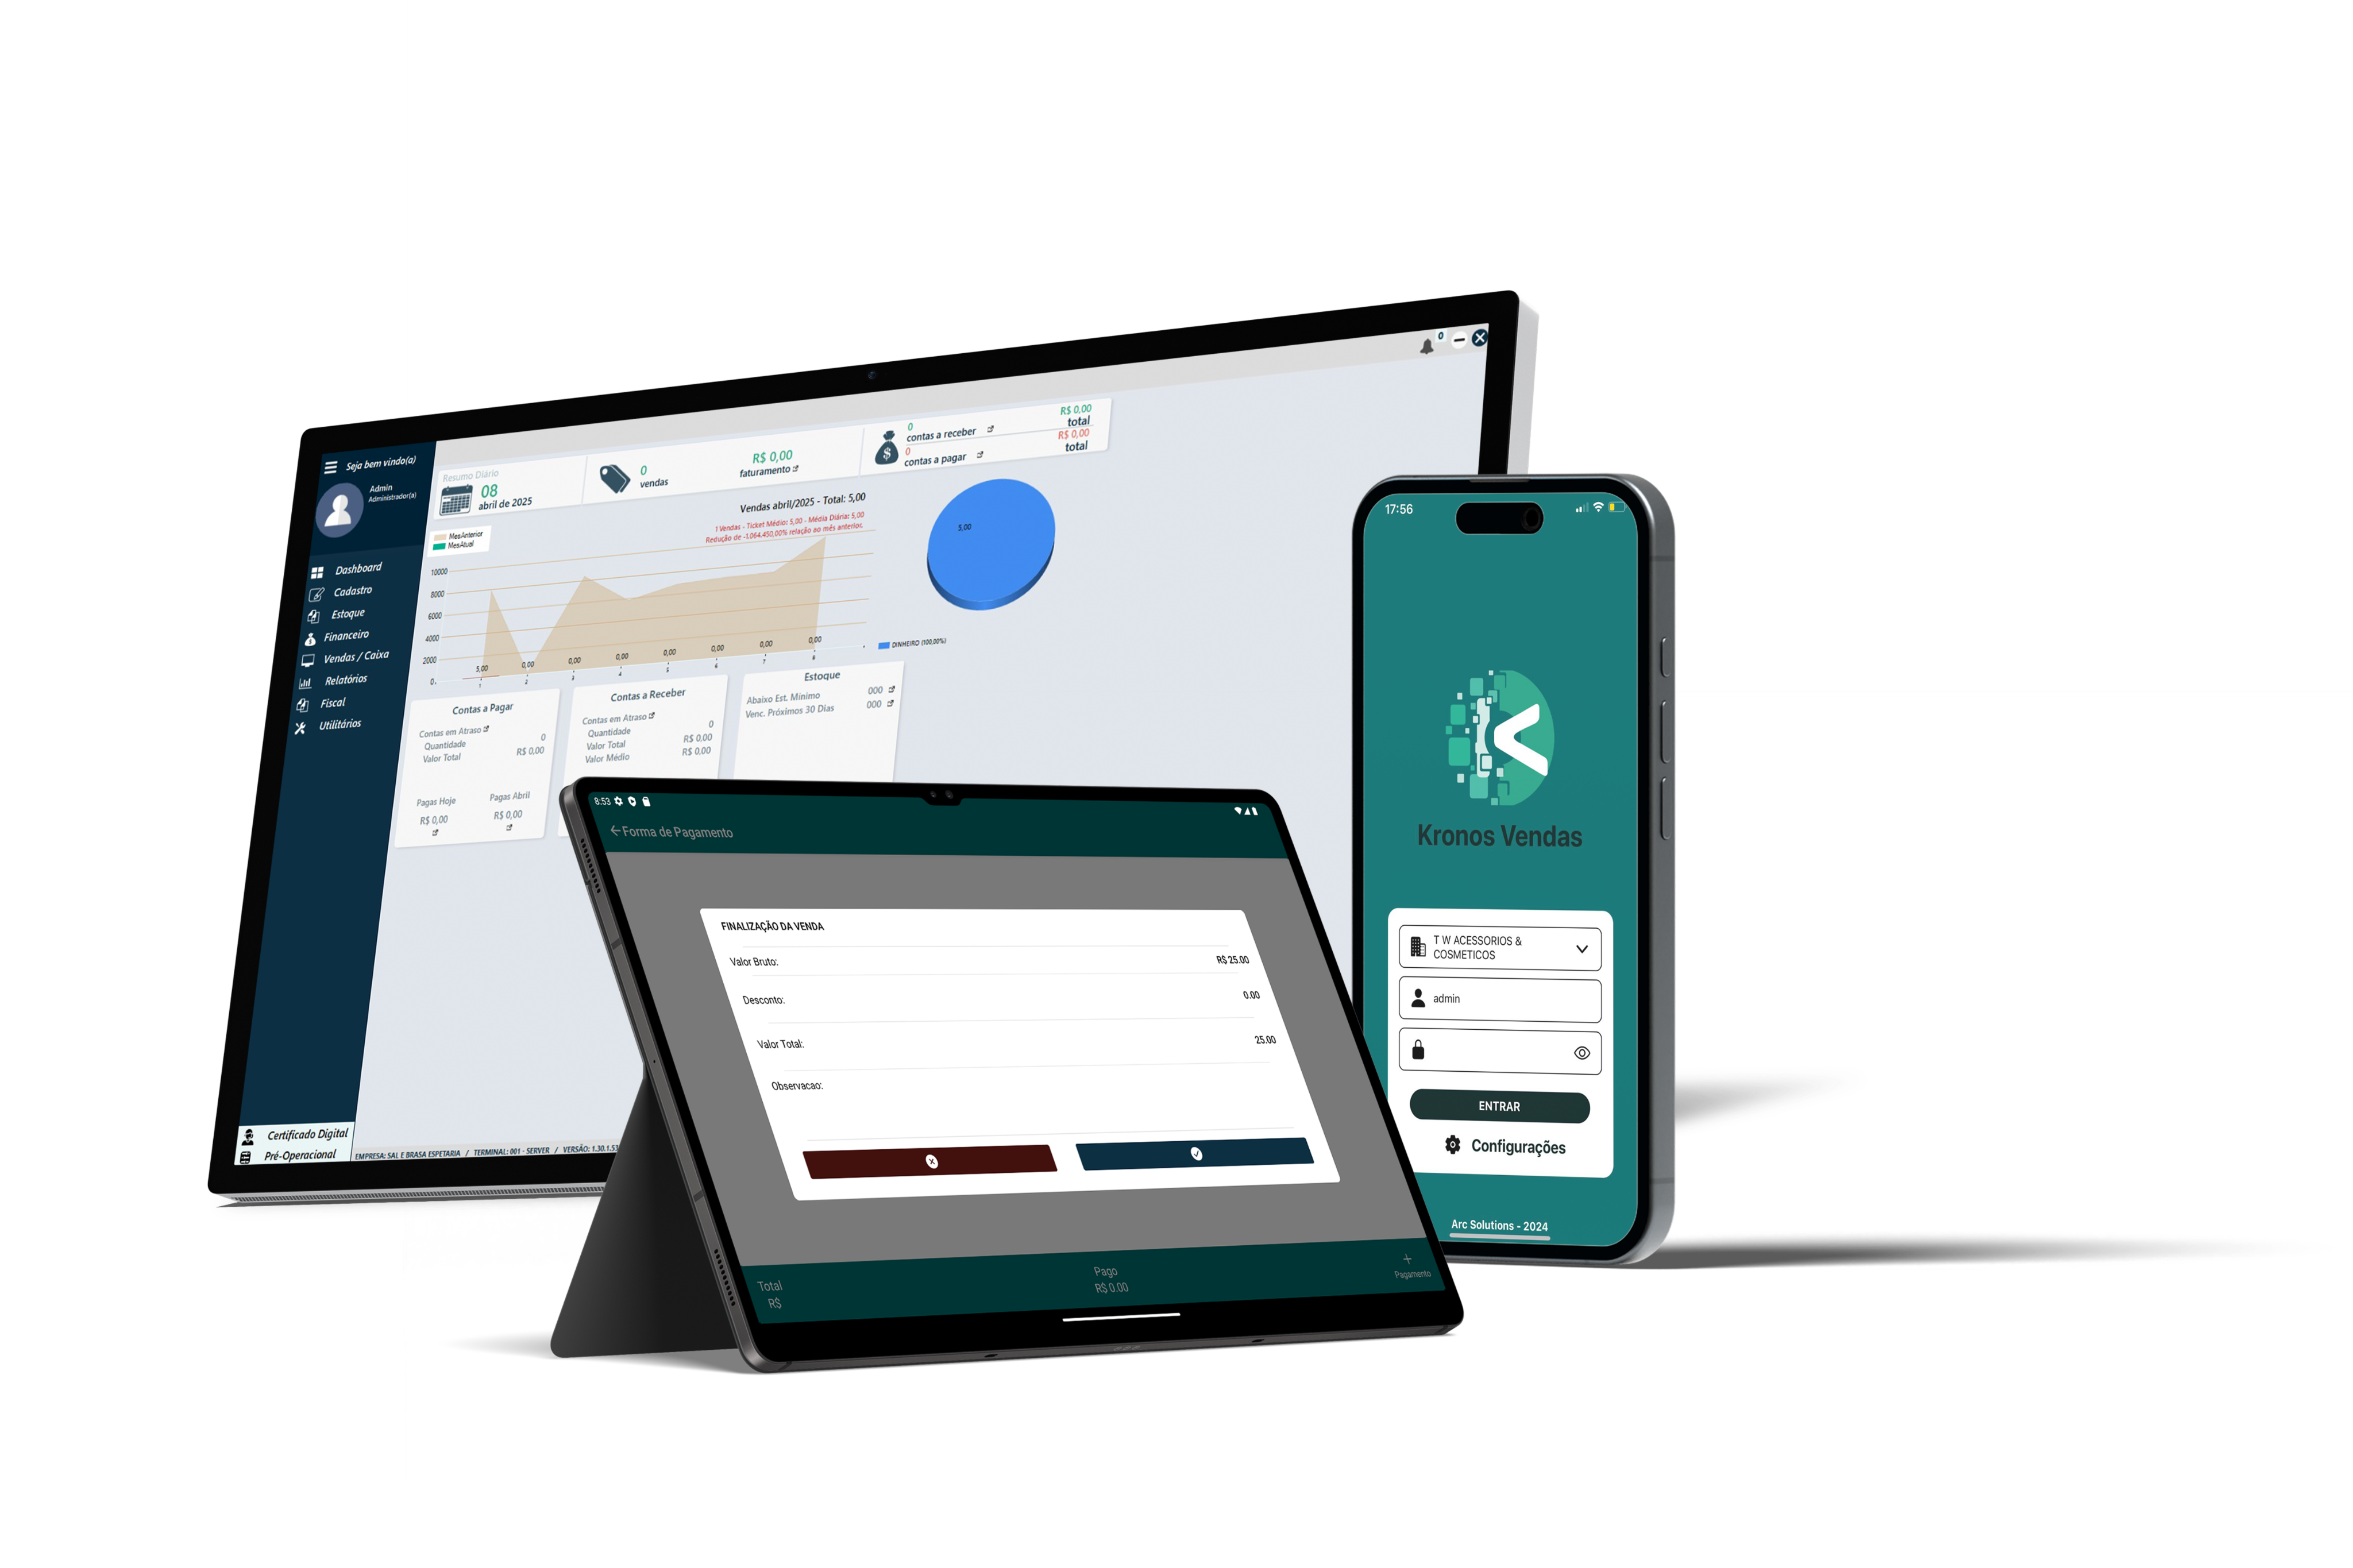 Seja bem vindo(a)
Admin
Administrador(a)
Dashboard
Cadastro
Estoque
Financeiro
Vendas / Caixa
Relatórios
Fiscal
Utilitários
Certificado Digital
Pré-Operacional
0
Resumo Diário
08
abril de 2025
0
vendas
R$ 0,00
faturamento
0
contas a receber
R$ 0,00
total
0
contas a pagar
R$ 0,00
total
Vendas abril/2025 - Total: 5,00
1 Vendas - Ticket Médio: 5,00 - Média Diária: 5,00
Redução de -1.064.450,00% relação ao mês anterior.
MesAnterior
MesAtual
10000
8000
6000
4000
2000
0
5,00 0,00 0,00 0,00 0,00 0,00 0,00 0,00
1 2 3 4 5 6 7 8
5,00
DINHEIRO (100,00%)
Contas a Pagar
Contas em Atraso
Quantidade 0
Valor Total R$ 0,00
Pagas Hoje Pagas Abril
R$ 0,00 R$ 0,00
Contas a Receber
Contas em Atraso
Quantidade 0
Valor Total R$ 0,00
Valor Médio R$ 0,00
Estoque
Abaixo Est. Mínimo 000
Venc. Próximos 30 Dias 000
EMPRESA: SAL E BRASA ESPETARIA / TERMINAL: 001 - SERVER / VERSÃO: 1.30.1.53
8:53
Forma de Pagamento
FINALIZAÇÃO DA VENDA
Valor Bruto: R$ 25.00
Desconto: 0.00
Valor Total: 25.00
Observacao:
Total
R$
Pago
R$ 0.00
+
Pagamento
17:56
Kronos Vendas
T W ACESSORIOS &
COSMETICOS
admin
ENTRAR
Configurações
Arc Solutions - 2024